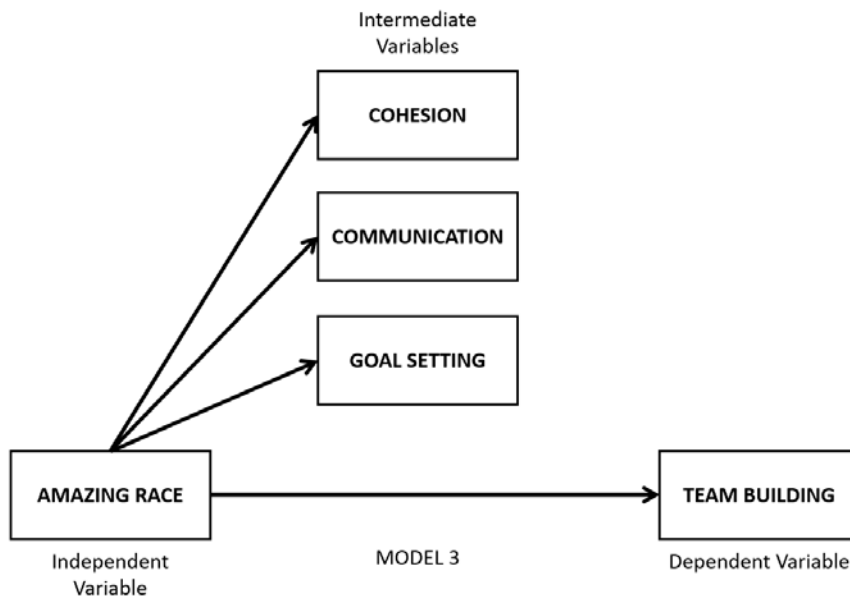 Intermediate
Variables
COHESION
COMMUNICATION
GOAL SETTING
AMAZING RACE
TEAM BUILDING
Independent
Variable
MODEL 3
Dependent Variable